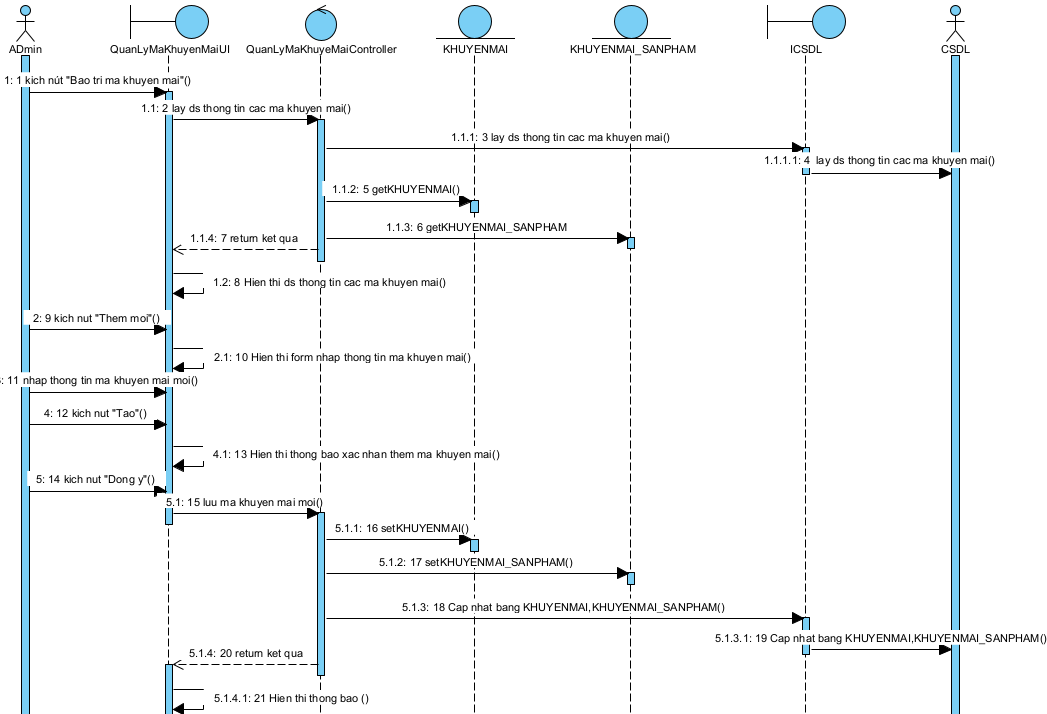 ADmin
QuanLyMaKhuyenMaiUI
QuanLyMaKhuyeMaiController
KHUYENMAI
KHUYENMAI_SANPHAM
ICSDL
CSDL
1: 1 kich nút "Bao tri ma khuyen mai"()
1.1: 2 lay ds thong tin cac ma khuyen mai()
1.1.1: 3 lay ds thong tin cac ma khuyen mai()
1.1.1.1: 4 lay ds thong tin cac ma khuyen mai()
1.1.2: 5 getKHUYENMAI()
1.1.3: 6 getKHUYENMAI_SANPHAM
1.1.4: 7 return ket qua
1.2: 8 Hien thi ds thong tin cac ma khuyen mai()
2: 9 kich nut "Them moi"()
2.1: 10 Hien thi form nhap thong tin ma khuyen mai()
: 11 nhap thong tin ma khuyen mai moi()
4: 12 kich nut "Tao"()
4.1: 13 Hien thi thong bao xac nhan them ma khuyen mai()
5: 14 kich nut "Dong y"()
5.1: 15 luu ma khuyen mai moi()
5.1.1: 16 setKHUYENMAI()
5.1.2: 17 setKHUYENMAI_SANPHAM()
5.1.3: 18 Cap nhat bang KHUYENMAI,KHUYENMAI_SANPHAM()
5.1.3.1: 19 Cap nhat bang KHUYENMAI,KHUYENMAI_SANPHAM()
5.1.4: 20 return ket qua
5.1.4.1: 21 Hien thi thong bao ()